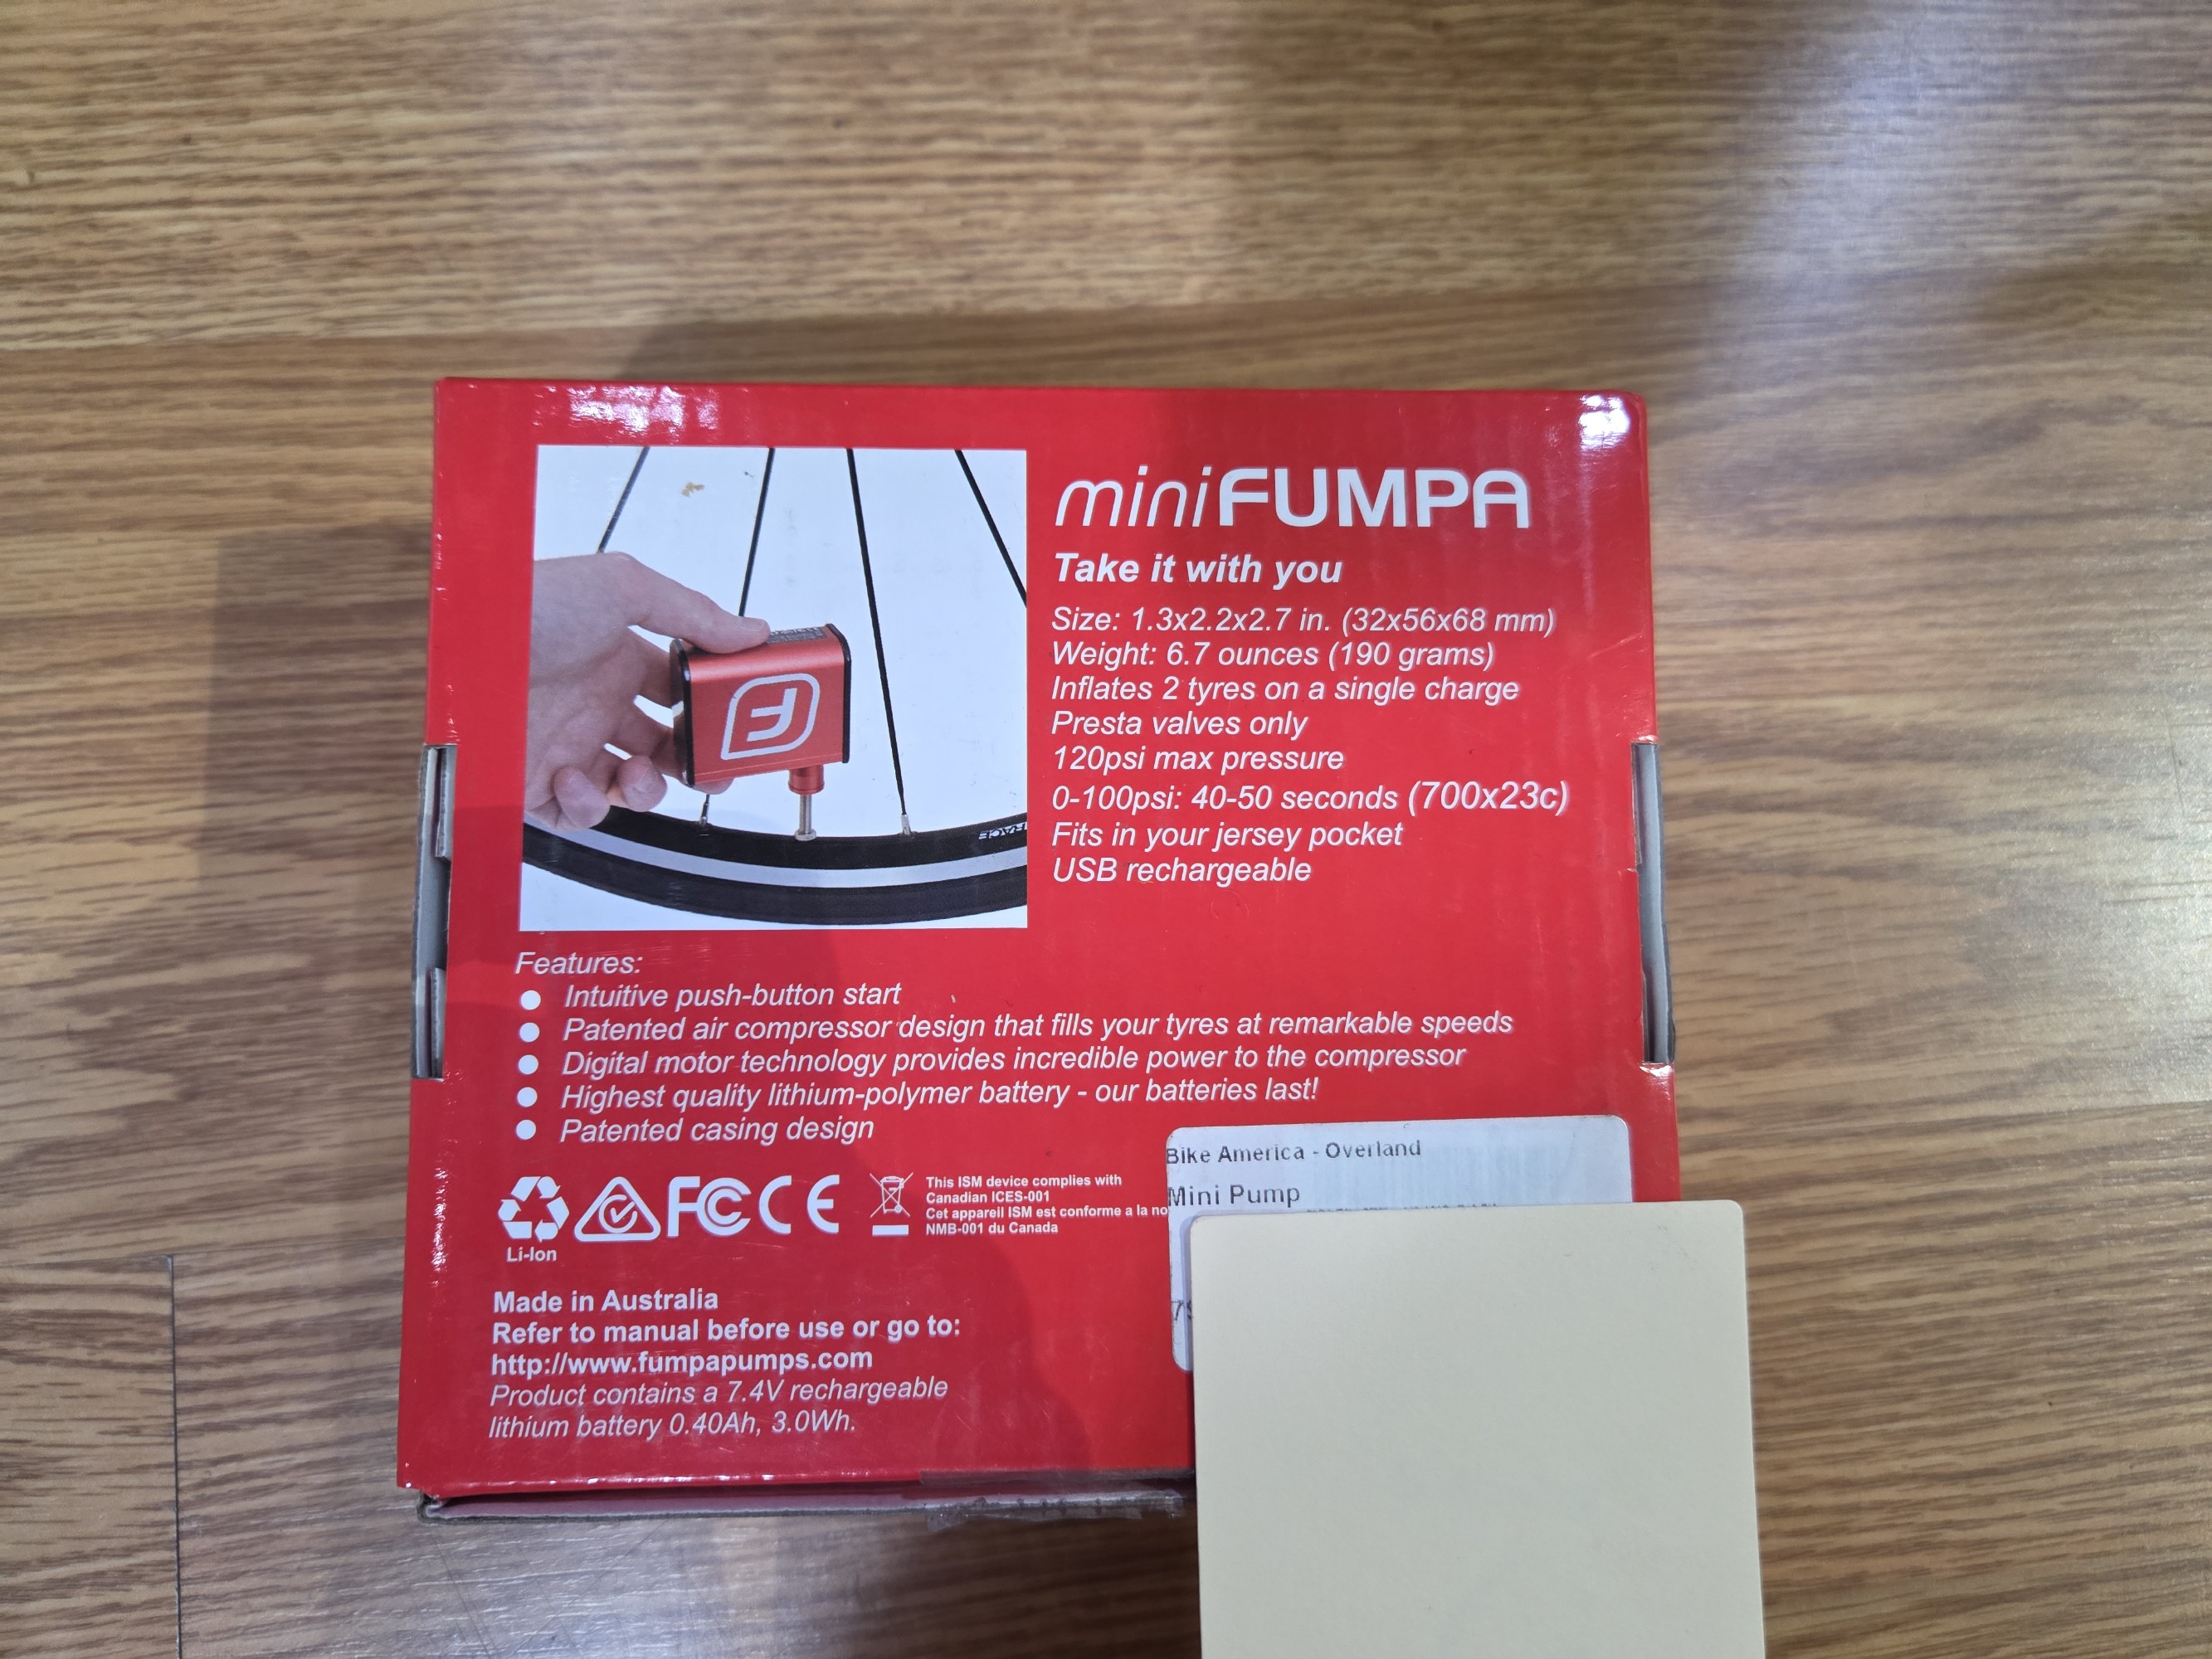 miniFUMPA
Take it with you
Size: 1.3x2.2x2.7 in. (32x56x68 mm)
Weight: 6.7 ounces (190 grams)
Inflates 2 tyres on a single charge
Presta valves only
120psi max pressure
0-100psi: 40-50 seconds (700x23c)
Fits in your jersey pocket
USB rechargeable
Features:
Intuitive push-button start
Patented air compressor design that fills your tyres at remarkable speeds
Digital motor technology provides incredible power to the compressor
Highest quality lithium-polymer battery - our batteries last!
Patented casing design
Li-Ion
FC CE
This ISM device complies with
Canadian ICES-001
Cet appareil ISM est conforme a la no
NMB-001 du Canada
Bike America - Overland
Mini Pump
Made in Australia
Refer to manual before use or go to:
http://www.fumpapumps.com
Product contains a 7.4V rechargeable
lithium battery 0.40Ah, 3.0Wh.